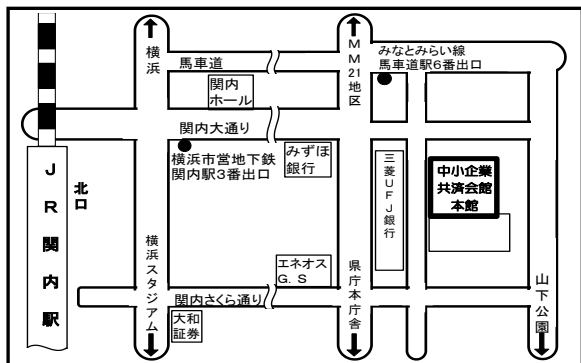 横浜
馬車道
関内
ホール
MM21地区
みなとみらい線
馬車道駅6番出口
関内大通り
横浜市営地下鉄
関内駅3番出口
みずほ
銀行
三菱UFJ銀行
中小企業
共済会館
本館
JR関内駅
北口
横浜スタジアム
エネオス
G.S
県庁本庁舎
山下公園
関内さくら通り
大和
証券